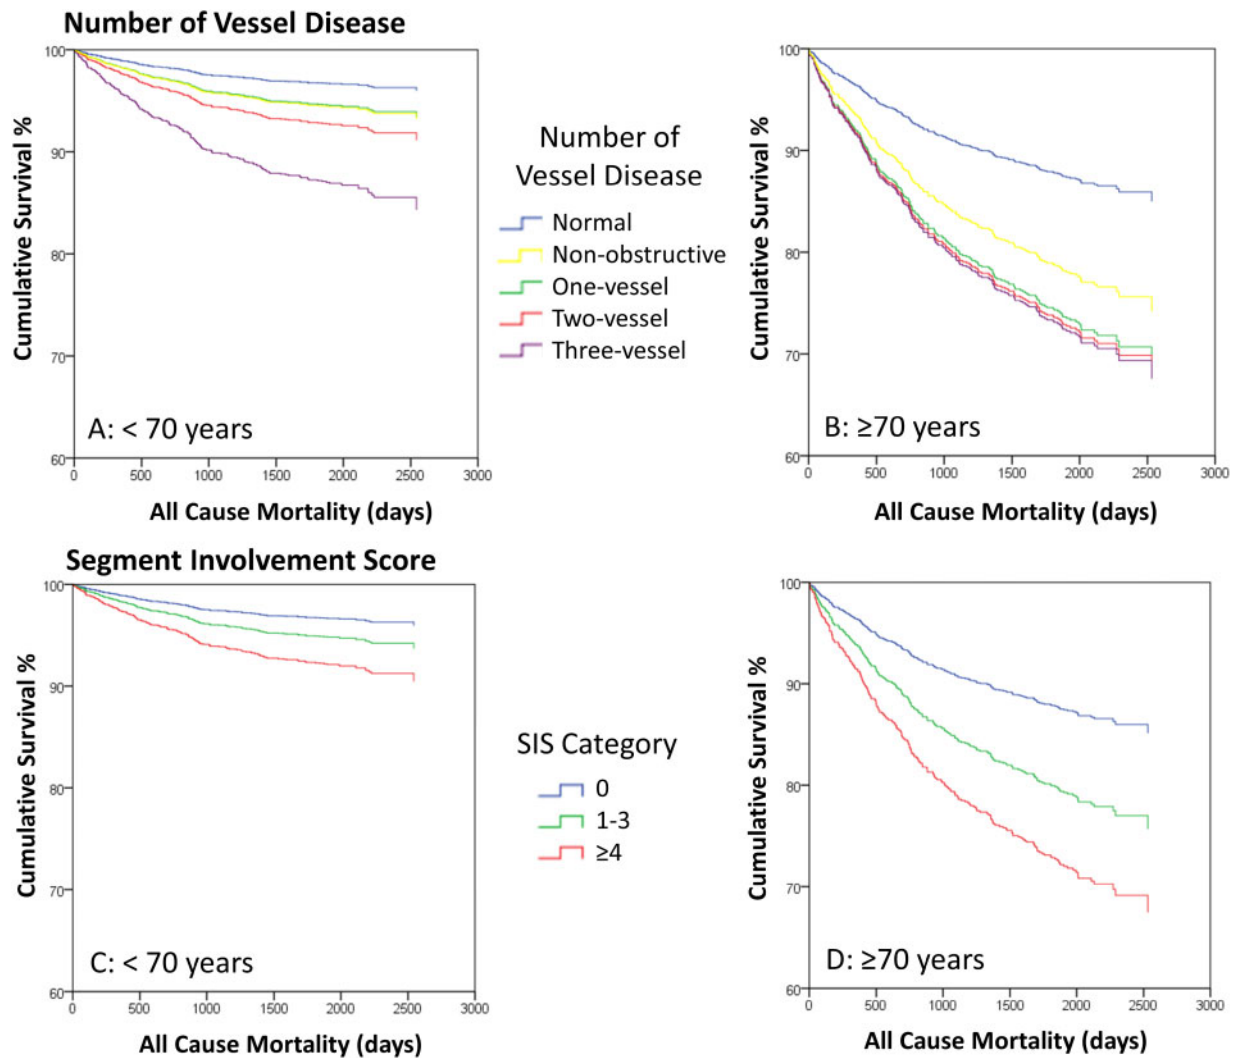 Number of Vessel Disease
100
90
80
70
60
0 500 1000 1500 2000 2500 3000
Cumulative Survival %
A: < 70 years
All Cause Mortality (days)
Number of
Vessel Disease
Normal
Non-obstructive
One-vessel
Two-vessel
Three-vessel
100
90
80
70
60
0 500 1000 1500 2000 2500 3000
Cumulative Survival %
B: ≥70 years
All Cause Mortality (days)
Segment Involvement Score
100
90
80
70
60
0 500 1000 1500 2000 2500 3000
Cumulative Survival %
C: < 70 years
All Cause Mortality (days)
SIS Category
0
1-3
≥4
100
90
80
70
60
0 500 1000 1500 2000 2500 3000
Cumulative Survival %
D: ≥70 years
All Cause Mortality (days)